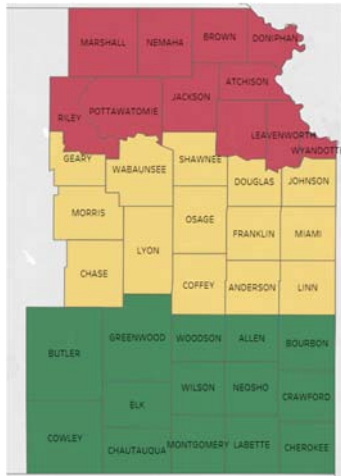 MARSHALL NEMAHA BROWN DONIPHAN
ATCHISON
RILEY POTTAWATOMIE JACKSON
LEAVENWORTH
WYANDOTTE
GEARY WABAUNSEE SHAWNEE DOUGLAS JOHNSON
MORRIS OSAGE
LYON FRANKLIN MIAMI
CHASE COFFEY ANDERSON LINN
GREENWOOD WOODSON ALLEN BOURBON
BUTLER
WILSON NEOSHO CRAWFORD
ELK
COWLEY CHAUTAUQUA MONTGOMERY LABETTE CHEROKEE